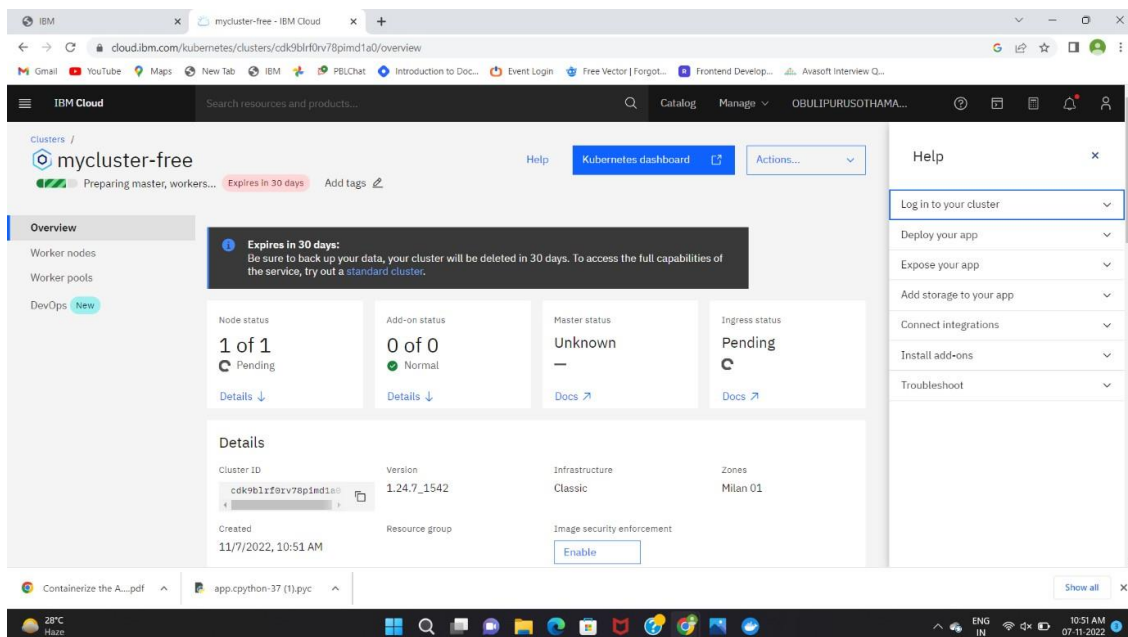 IBM
mycluster-free - IBM Cloud
cloud.ibm.com/kubernetes/clusters/cdk9blrf0rv78pimd1a0/overview
Gmail YouTube Maps New Tab IBM PBLChat Introduction to Doc... Event Login Free Vector | Forgot... Frontend Develop... Avasoft Interview Q...
IBM Cloud Search resources and products... Catalog Manage OBULIPURUSOTHAMA...
Clusters /
mycluster-free
Help Kubernetes dashboard Actions...
Preparing master, workers... Expires in 30 days Add tags
Overview
Worker nodes
Worker pools
DevOps New
Expires in 30 days:
Be sure to back up your data, your cluster will be deleted in 30 days. To access the full capabilities of
the service, try out a standard cluster.
Node status Add-on status Master status Ingress status
1 of 1 0 of 0 Unknown Pending
Pending Normal —
Details ↓ Details ↓ Docs ↗ Docs ↗
Details
Cluster ID Version Infrastructure Zones
cdk9blrf0rv78pimd1a0 1.24.7_1542 Classic Milan 01
Created Resource group Image security enforcement
11/7/2022, 10:51 AM Enable
Help
Log in to your cluster
Deploy your app
Expose your app
Add storage to your app
Connect integrations
Install add-ons
Troubleshoot
Containerize the A....pdf app.cpython-37 (1).pyc Show all
28°C
Haze
ENG
IN
10:51 AM
07-11-2022